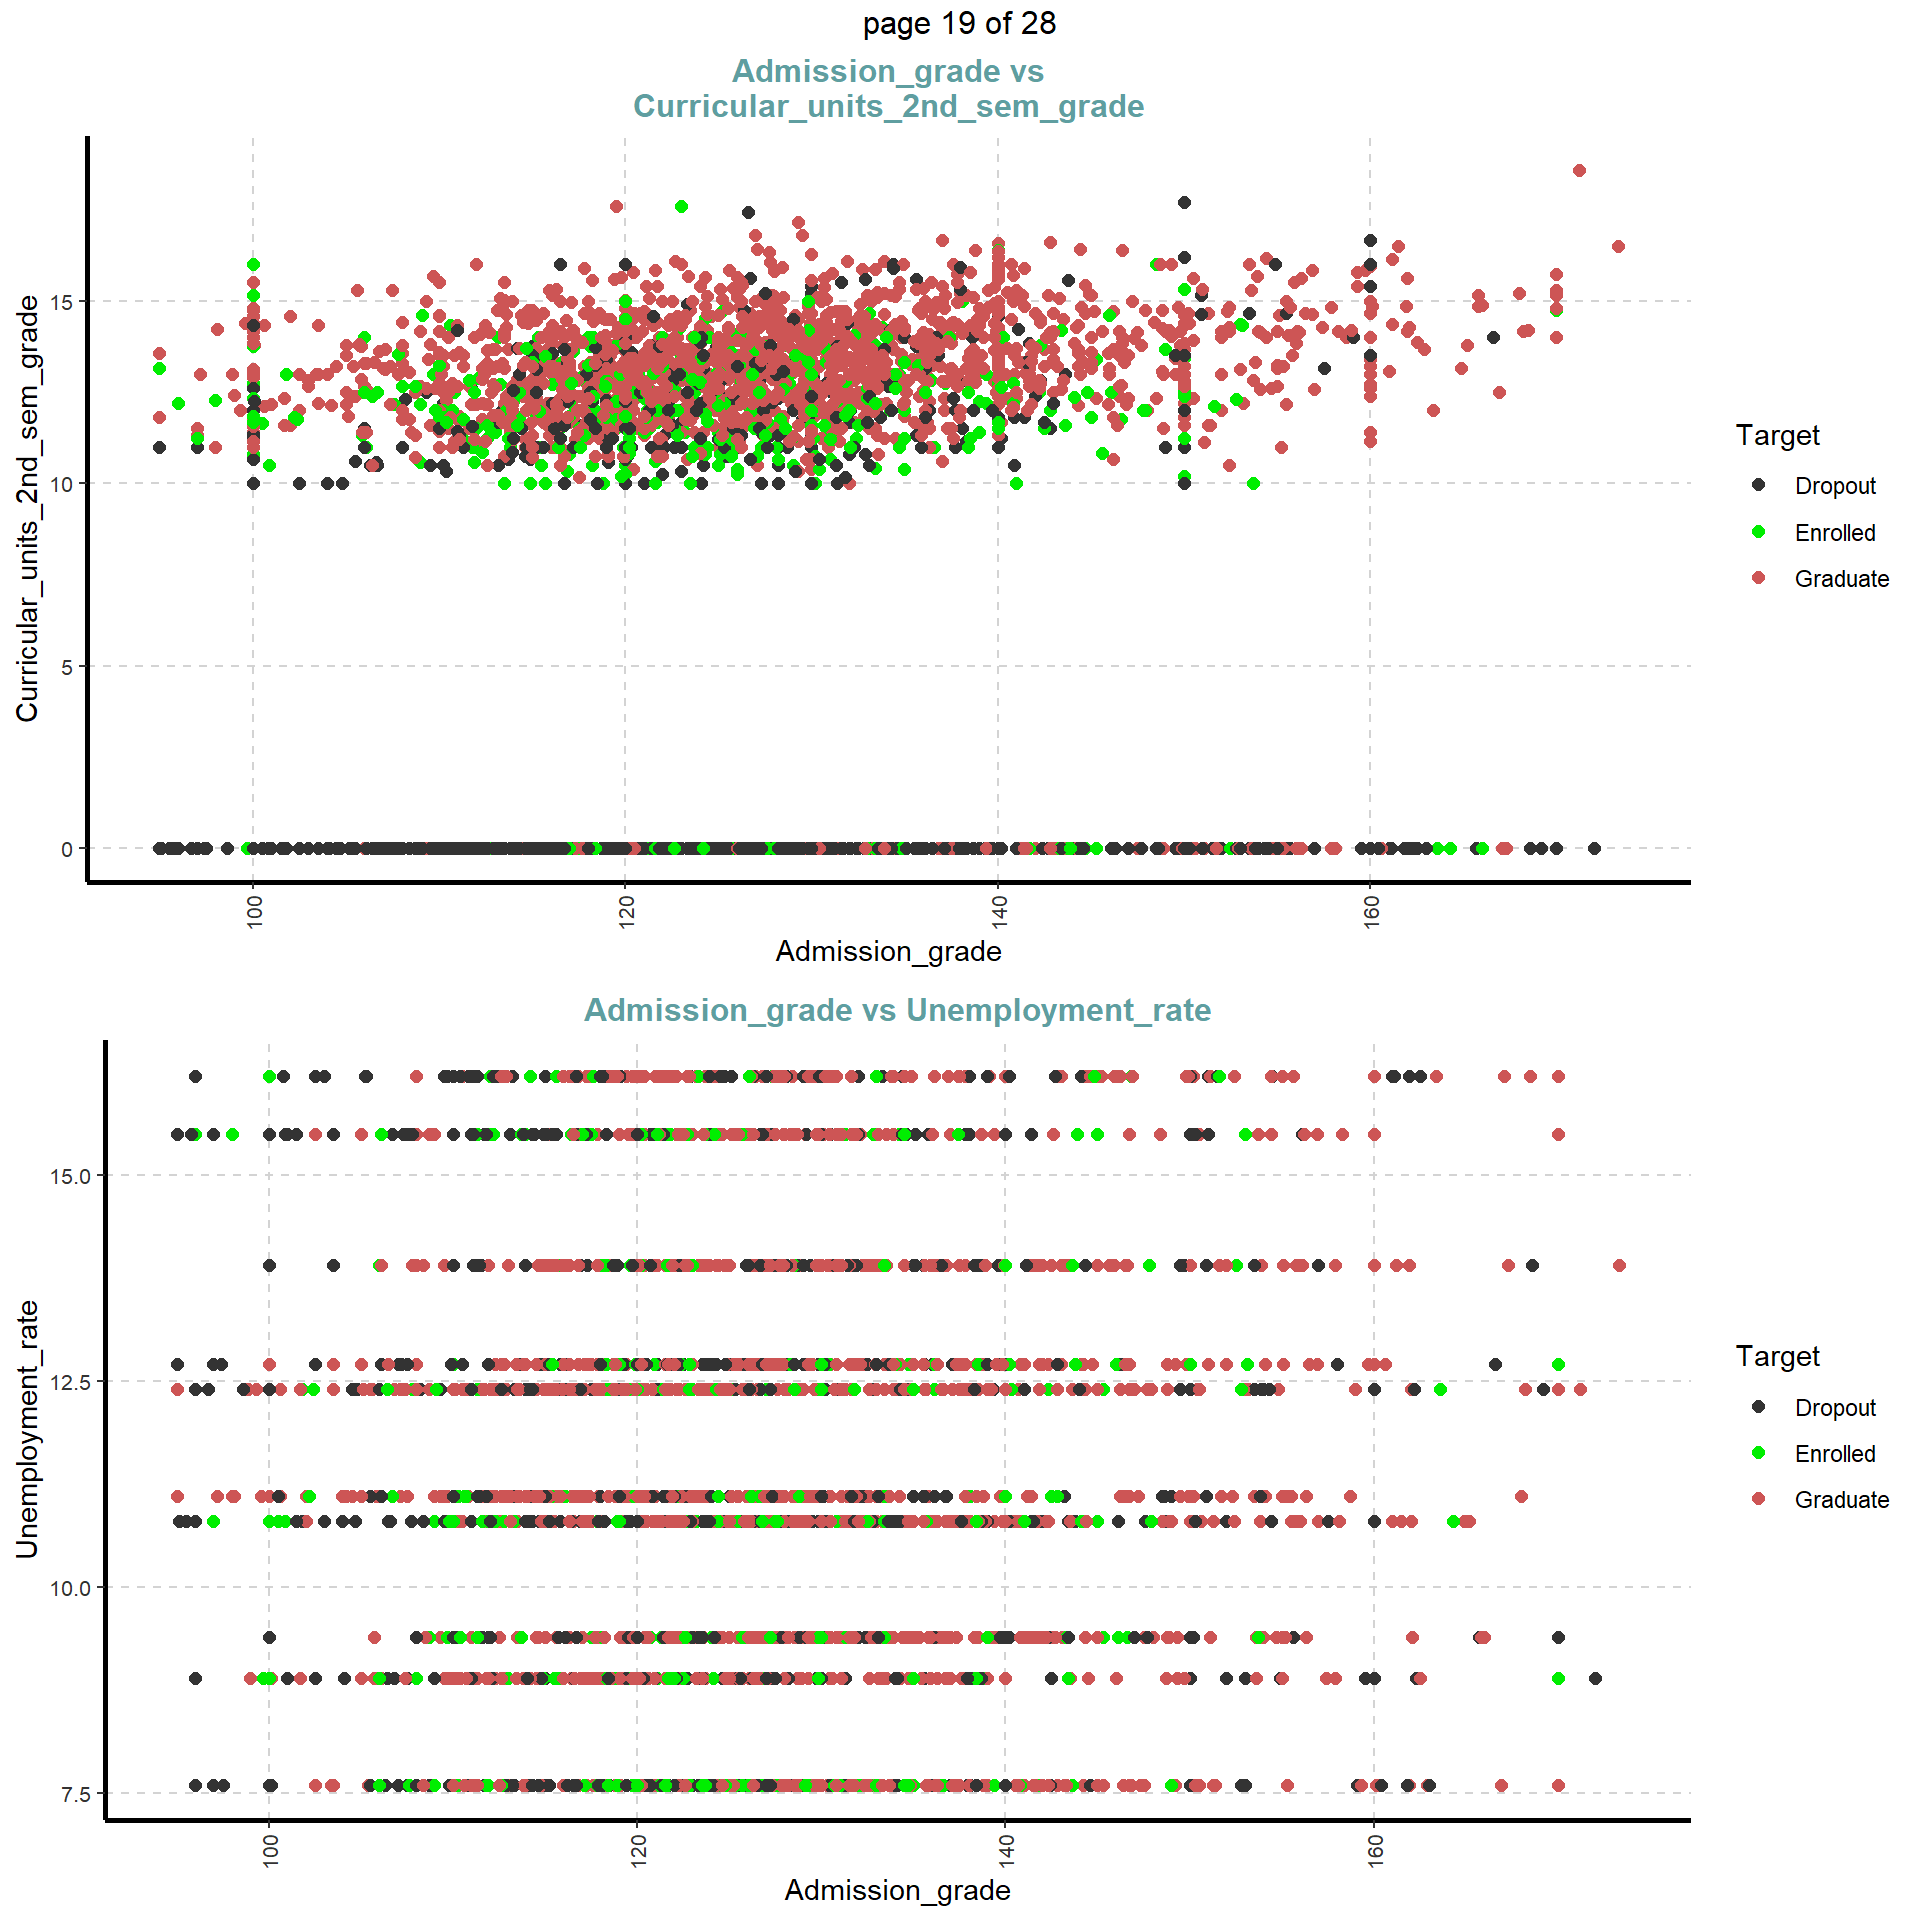 page 19 of 28
Admission_grade vs
Curricular_units_2nd_sem_grade
Curricular_units_2nd_sem_grade
15
10
5
0
100
120
140
160
Admission_grade
Target
Dropout
Enrolled
Graduate
Admission_grade vs Unemployment_rate
Unemployment_rate
15.0
12.5
10.0
7.5
100
120
140
160
Admission_grade
Target
Dropout
Enrolled
Graduate